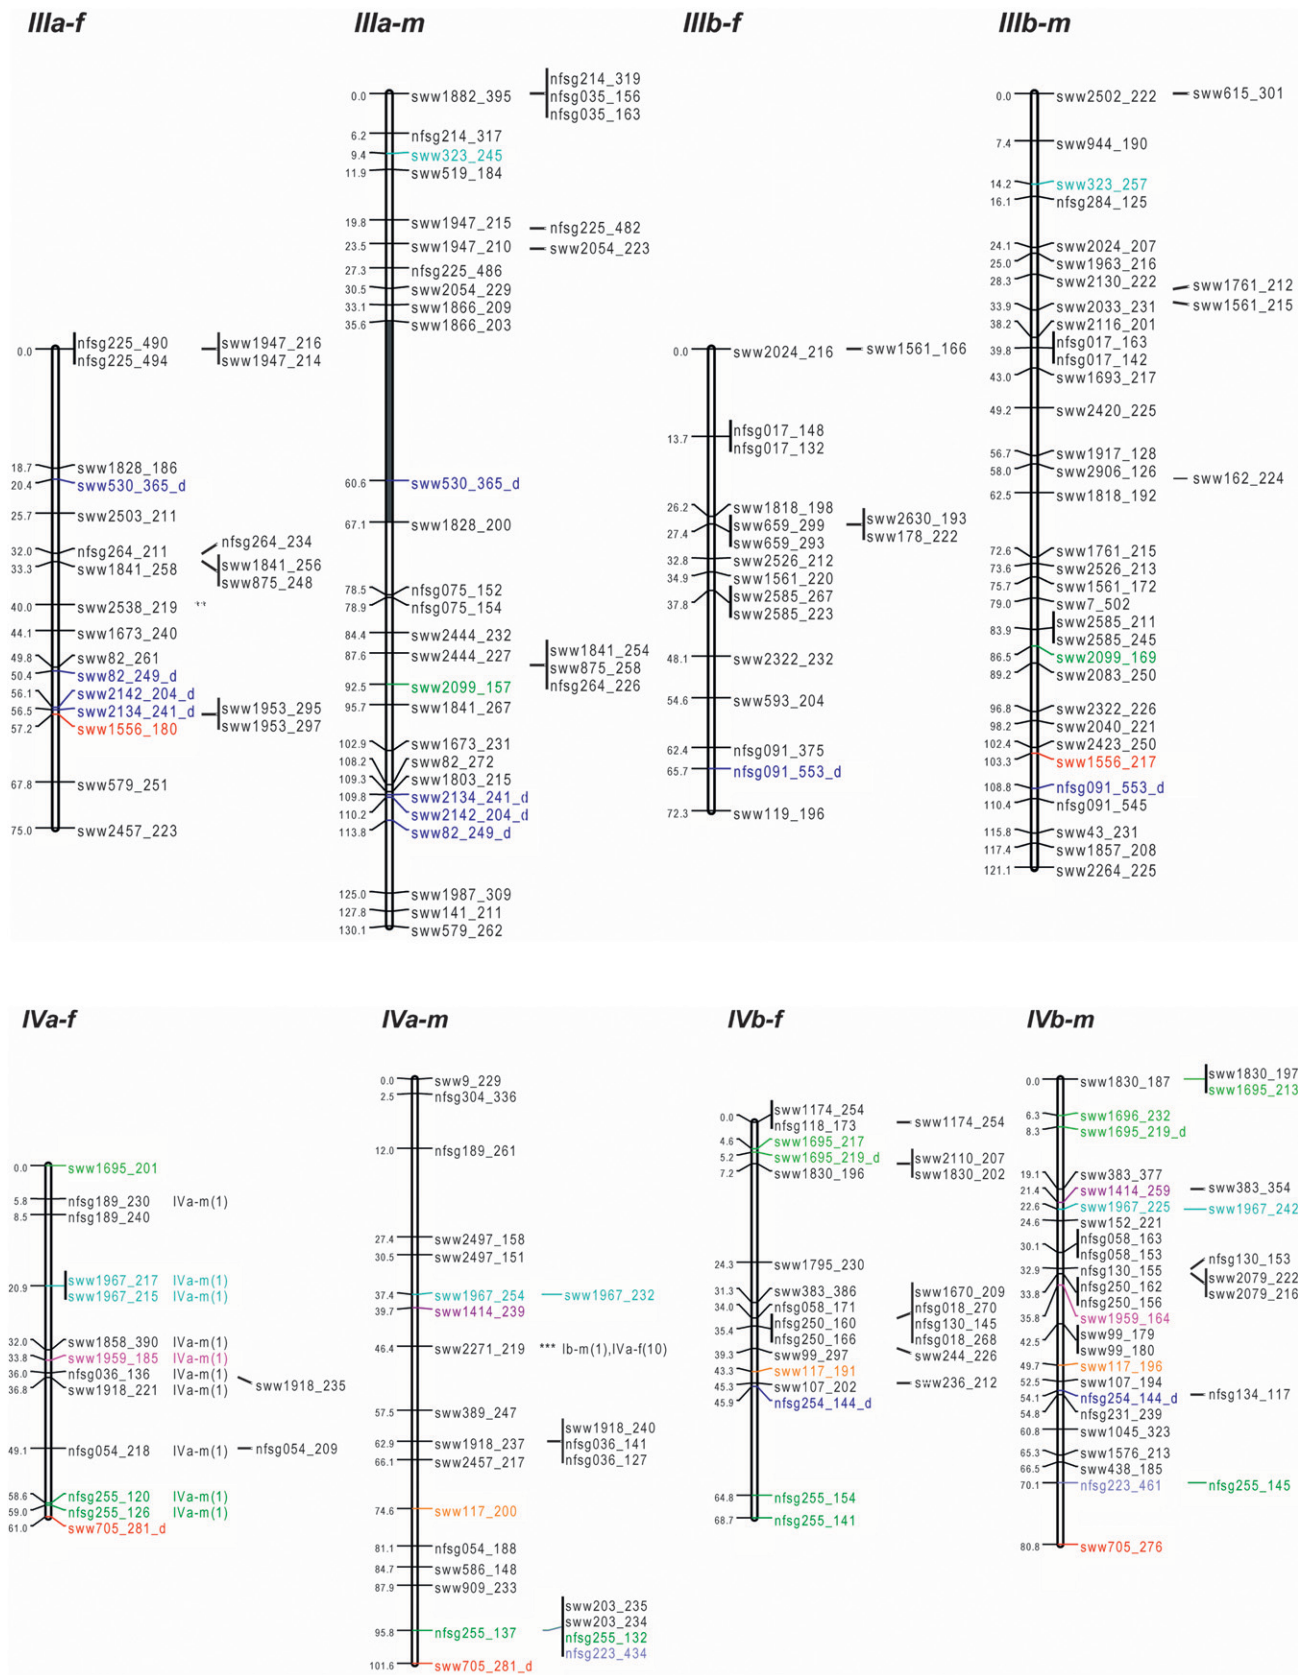 IIIa-f
0.0 nfsg225_490 sww1947_216
nfsg225_494 sww1947_214
18.7 sww1828_186
20.4 sww530_365_d
25.7 sww2503_211
32.0 nfsg264_211 nfsg264_234
33.3 sww1841_258 sww1841_256
sww875_248
40.0 sww2538_219 **
44.1 sww1673_240
49.8 sww82_261
50.4 sww82_249_d
56.1 sww2142_204_d
56.5 sww2134_241_d sww1953_295
57.2 sww1556_180 sww1953_297
67.8 sww579_251
75.0 sww2457_223
IIIa-m
0.0 sww1882_395 nfsg214_319
nfsg035_156
nfsg035_163
6.2 nfsg214_317
9.4 sww323_245
11.9 sww519_184
19.8 sww1947_215 nfsg225_482
23.5 sww1947_210 sww2054_223
27.3 nfsg225_486
30.5 sww2054_229
33.1 sww1866_209
35.6 sww1866_203
60.6 sww530_365_d
67.1 sww1828_200
78.5 nfsg075_152
78.9 nfsg075_154
84.4 sww2444_232
87.6 sww2444_227 sww1841_254
sww875_258
nfsg264_226
92.5 sww2099_157
95.7 sww1841_267
102.9 sww1673_231
108.2 sww82_272
109.3 sww1803_215
109.8 sww2134_241_d
110.2 sww2142_204_d
113.8 sww82_249_d
125.0 sww1987_309
127.8 sww141_211
130.1 sww579_262
IIIb-f
0.0 sww2024_216 sww1561_166
13.7 nfsg017_148
nfsg017_132
26.2 sww1818_198
27.4 sww659_299 sww2630_193
sww659_293 sww178_222
32.8 sww2526_212
34.9 sww1561_220
37.8 sww2585_267
sww2585_223
48.1 sww2322_232
54.6 sww593_204
62.4 nfsg091_375
65.7 nfsg091_553_d
72.3 sww119_196
IIIb-m
0.0 sww2502_222 sww615_301
7.4 sww944_190
14.2 sww323_257
16.1 nfsg284_125
24.1 sww2024_207
25.0 sww1963_216
28.3 sww2130_222 sww1761_212
33.9 sww2033_231 sww1561_215
38.2 sww2116_201
39.8 nfsg017_163
nfsg017_142
43.0 sww1693_217
49.2 sww2420_225
56.7 sww1917_128
58.0 sww2906_126 sww162_224
62.5 sww1818_192
72.6 sww1761_215
73.6 sww2526_213
75.7 sww1561_172
79.0 sww7_502
83.9 sww2585_211
sww2585_245
86.5 sww2099_169
89.2 sww2083_250
96.8 sww2322_226
98.2 sww2040_221
102.4 sww2423_250
103.3 sww1556_217
108.8 nfsg091_553_d
110.4 nfsg091_545
115.8 sww43_231
117.4 sww1857_208
121.1 sww2264_225
IVa-f
0.0 sww1695_201
5.8 nfsg189_230 IVa-m(1)
8.5 nfsg189_240
20.9 sww1967_217 IVa-m(1)
sww1967_215 IVa-m(1)
32.0 sww1858_390 IVa-m(1)
33.8 sww1959_185 IVa-m(1)
36.0 nfsg036_136 IVa-m(1)
36.8 sww1918_221 IVa-m(1) sww1918_235
49.1 nfsg054_218 IVa-m(1) nfsg054_209
58.6 nfsg255_120 IVa-m(1)
59.0 nfsg255_126 IVa-m(1)
61.0 sww705_281_d
IVa-m
0.0 sww9_229
2.5 nfsg304_336
12.0 nfsg189_261
27.4 sww2497_158
30.5 sww2497_151
37.4 sww1967_254 sww1967_232
39.7 sww1414_239
46.4 sww2271_219 *** Ib-m(1),IVa-f(10)
57.5 sww389_247
62.9 sww1918_237 sww1918_240
nfsg036_141
nfsg036_127
66.1 sww2457_217
74.6 sww117_200
81.1 nfsg054_188
84.7 sww586_148
87.9 sww909_233
95.8 nfsg255_137 sww203_235
sww203_234
nfsg255_132
nfsg223_434
101.6 sww705_281_d
IVb-f
0.0 sww1174_254 sww1174_254
nfsg118_173
4.6 sww1695_217
5.2 sww1695_219_d sww2110_207
7.2 sww1830_196 sww1830_202
24.3 sww1795_230
31.3 sww383_386 sww1670_209
34.0 nfsg058_171 nfsg018_270
35.4 nfsg250_160 nfsg130_145
nfsg250_166 nfsg018_268
39.3 sww99_297 sww244_226
43.3 sww117_191
45.3 sww107_202 sww236_212
45.9 nfsg254_144_d
64.8 nfsg255_154
68.7 nfsg255_141
IVb-m
0.0 sww1830_187 sww1830_197
sww1695_213
6.3 sww1696_232
8.3 sww1695_219_d
19.1 sww383_377
21.4 sww1414_259 sww383_354
22.6 sww1967_225 sww1967_242
24.6 sww152_221
30.1 nfsg058_163
nfsg058_153
32.9 nfsg130_155 nfsg130_153
33.8 nfsg250_162 sww2079_222
nfsg250_156 sww2079_216
35.8 sww1959_164
42.5 sww99_179
sww99_180
49.7 sww117_196
52.5 sww107_194
54.1 nfsg254_144_d nfsg134_117
54.8 nfsg231_239
60.8 sww1045_323
65.3 sww1576_213
66.5 sww438_185
70.1 nfsg223_461 nfsg255_145
80.8 sww705_276